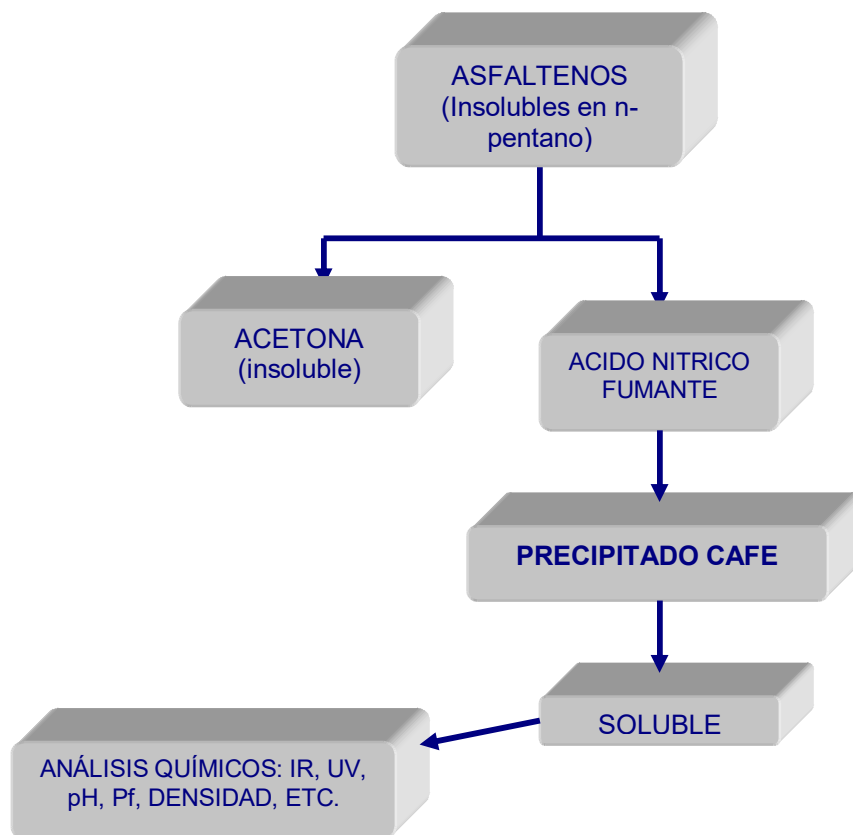 ASFALTENOS
(Insolubles en n-
pentano)
ACETONA
(insoluble)
ACIDO NITRICO
FUMANTE
PRECIPITADO CAFE
SOLUBLE
ANÁLISIS QUÍMICOS: IR, UV,
pH, Pf, DENSIDAD, ETC.